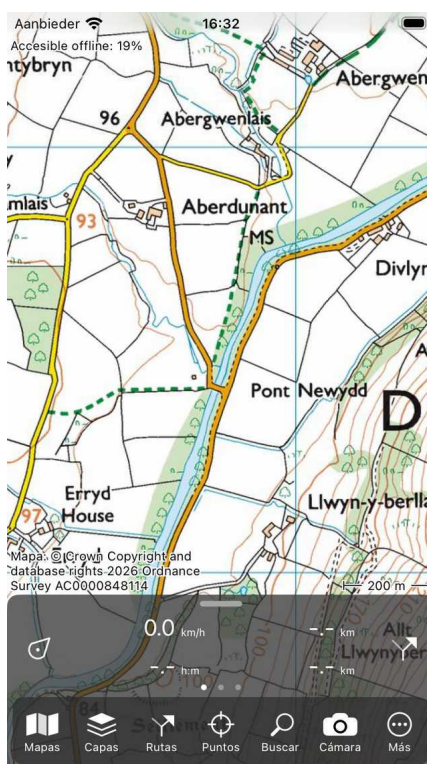 Aanbieder 16:32
Accesible offline: 19%
ntybryn
Abergwen
96
Abergwenlais
mlais
Aberdunant
93
MS
Divlyn
Pont Newydd
D
Erryd
House
Llwyn-y-berlla
97
Mapa: © Crown Copyright and
database rights 2026 Ordnance
Survey AC0000848114
200 m
170
100
0.0 km/h
-.- km
Allt
Llwynyber
-:- h:m
-.- km
84
Mapas Capas Rutas Puntos Buscar Cámara Más